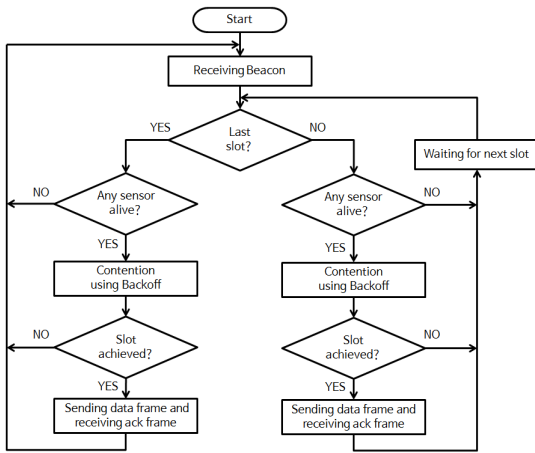 Start
Receiving Beacon
Last
slot?
YES
NO
Waiting for next slot
Any sensor
alive?
NO
YES
Any sensor
alive?
NO
YES
Contention
using Backoff
Contention
using Backoff
Slot
achieved?
NO
YES
Slot
achieved?
NO
YES
Sending data frame and
receiving ack frame
Sending data frame and
receiving ack frame